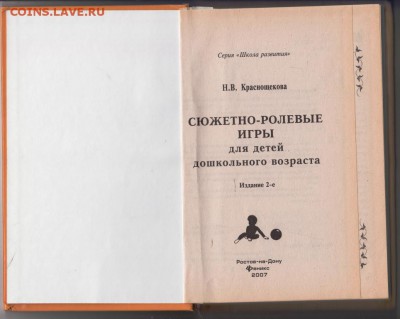 COINS.LAVE.RU
Серия «Школа развития»
Н.В. Краснощекова
СЮЖЕТНО-РОЛЕВЫЕ
ИГРЫ
для детей
дошкольного возраста
Издание 2-е
Ростов-на-Дону
Феникс
2007